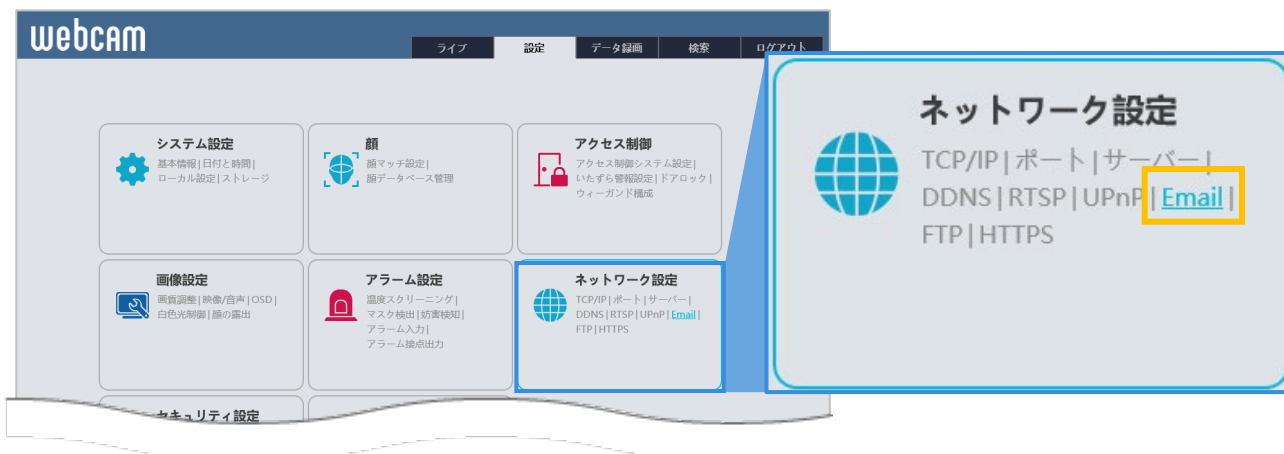 webcam
ライブ
設定
データ録画
検索
ログアウト
システム設定
基本情報|日付と時間|
ローカル設定|ストレージ
顔
顔マッチ設定|
顔データベース管理
アクセス制御
アクセス制御システム設定|
いたずら警報設定|ドアロック|
ウィーガンド構成
画像設定
画質調整|映像/音声|OSD|
白色光制御|顔の露出
アラーム設定
温度スクリーニング|
マスク検出|妨害検知|
アラーム入力|
アラーム接点出力
ネットワーク設定
TCP/IP|ポート|サーバー|
DDNS|RTSP|UPnP|Email|
FTP|HTTPS
セキュリティ設定
ネットワーク設定
TCP/IP|ポート|サーバー|
DDNS|RTSP|UPnP|Email|
FTP|HTTPS